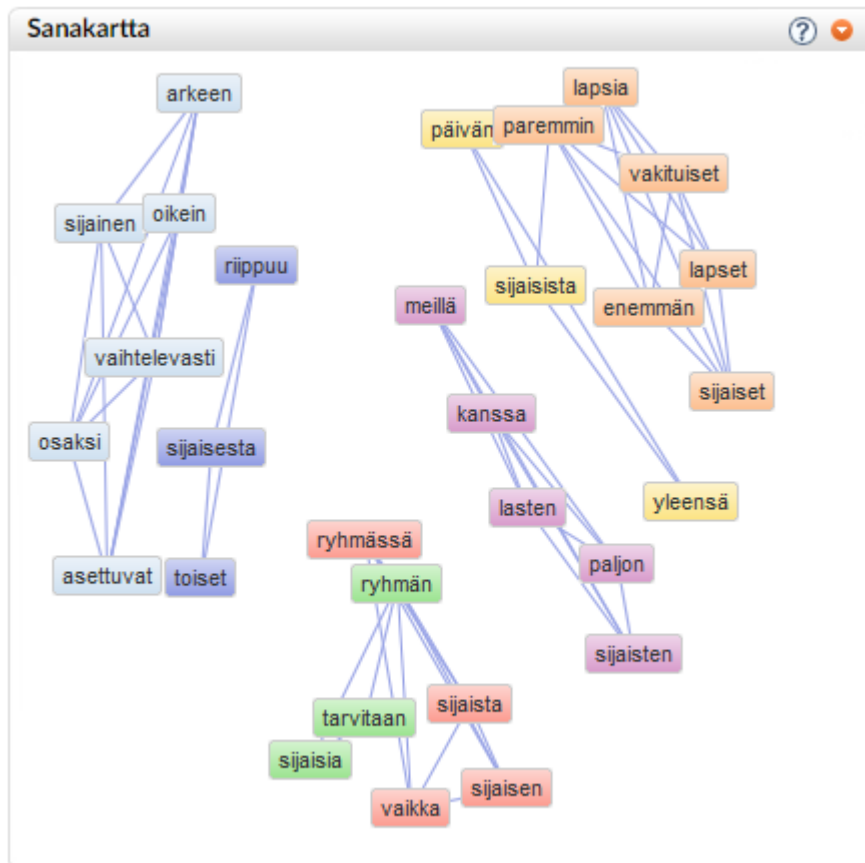 Sanakartta
?
arkeen
lapsia
päivän
paremmin
vakituiset
sijainen
oikein
riippuu
lapset
sijaisista
meillä
enemmän
vaihtelevasti
sijaiset
kanssa
osaksi
sijaisesta
yleensä
lasten
ryhmässä
paljon
asettuvat
toiset
ryhmän
sijaisten
sijaista
tarvitaan
sijaisia
sijaisen
vaikka